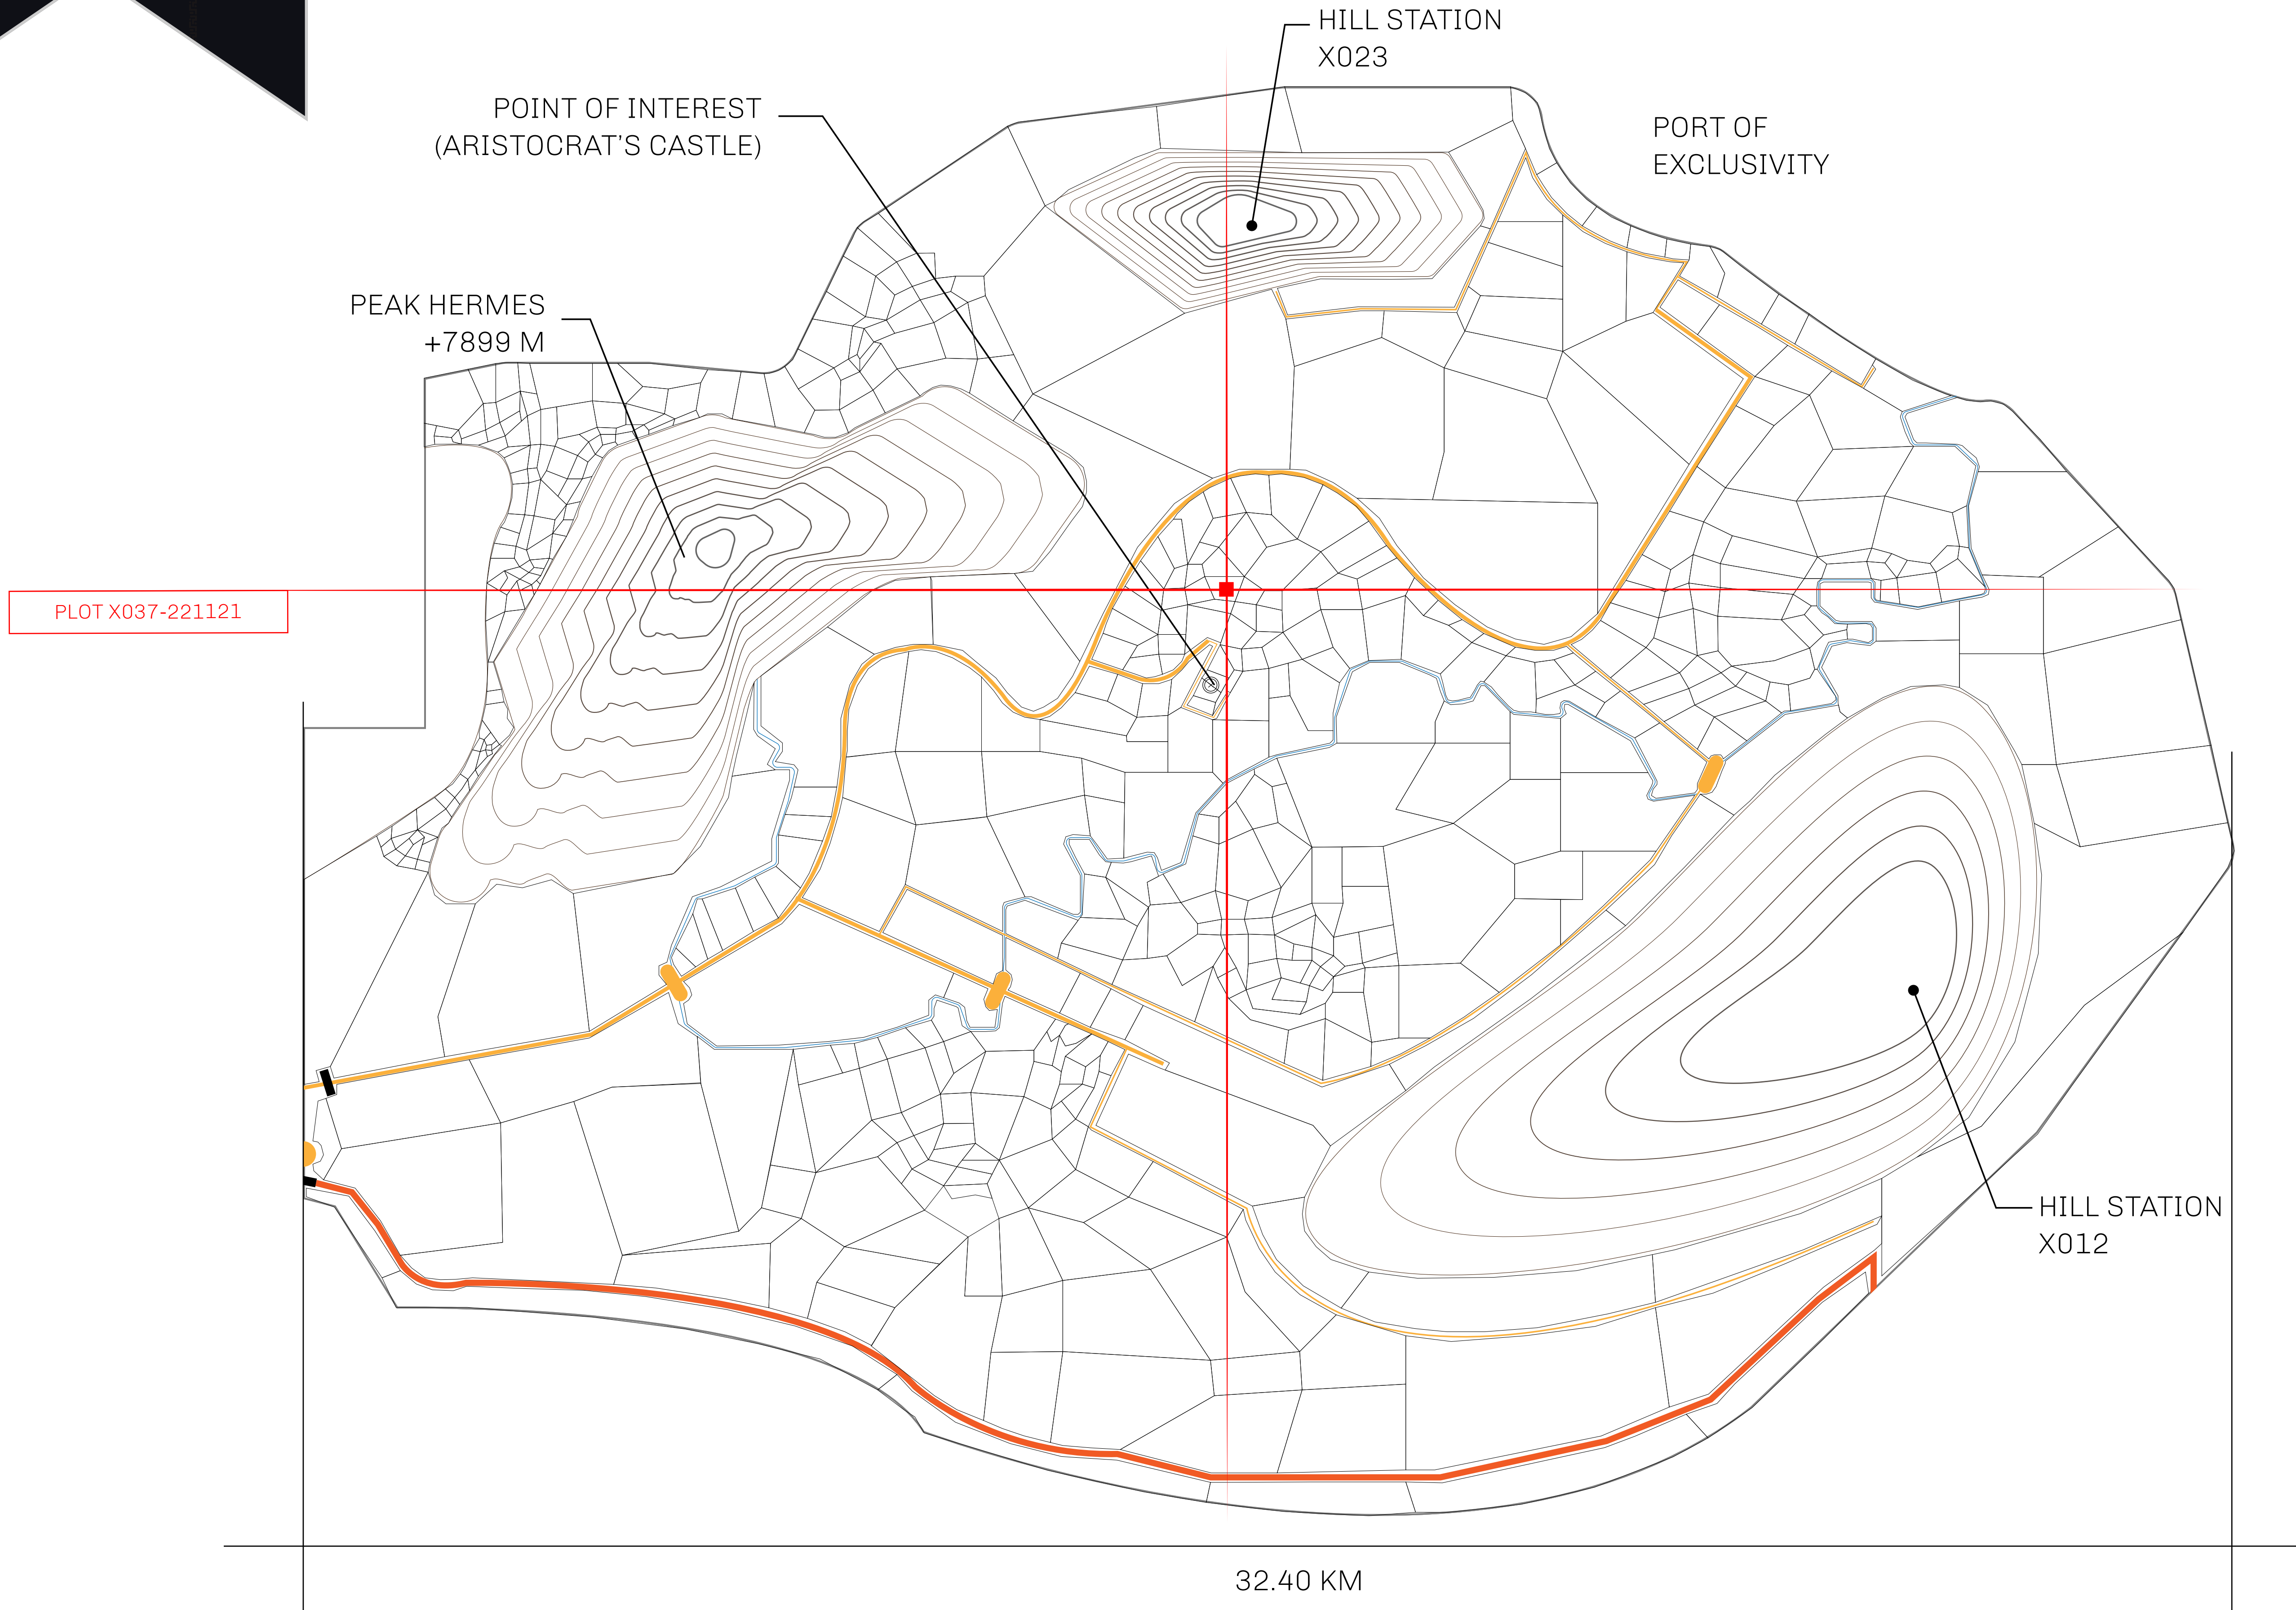 HILL STATION
X023
POINT OF INTEREST
(ARISTOCRAT'S CASTLE)
PORT OF
EXCLUSIVITY
PEAK HERMES
+7899 M
PLOT X037-221121
HILL STATION
X012
32.40 KM